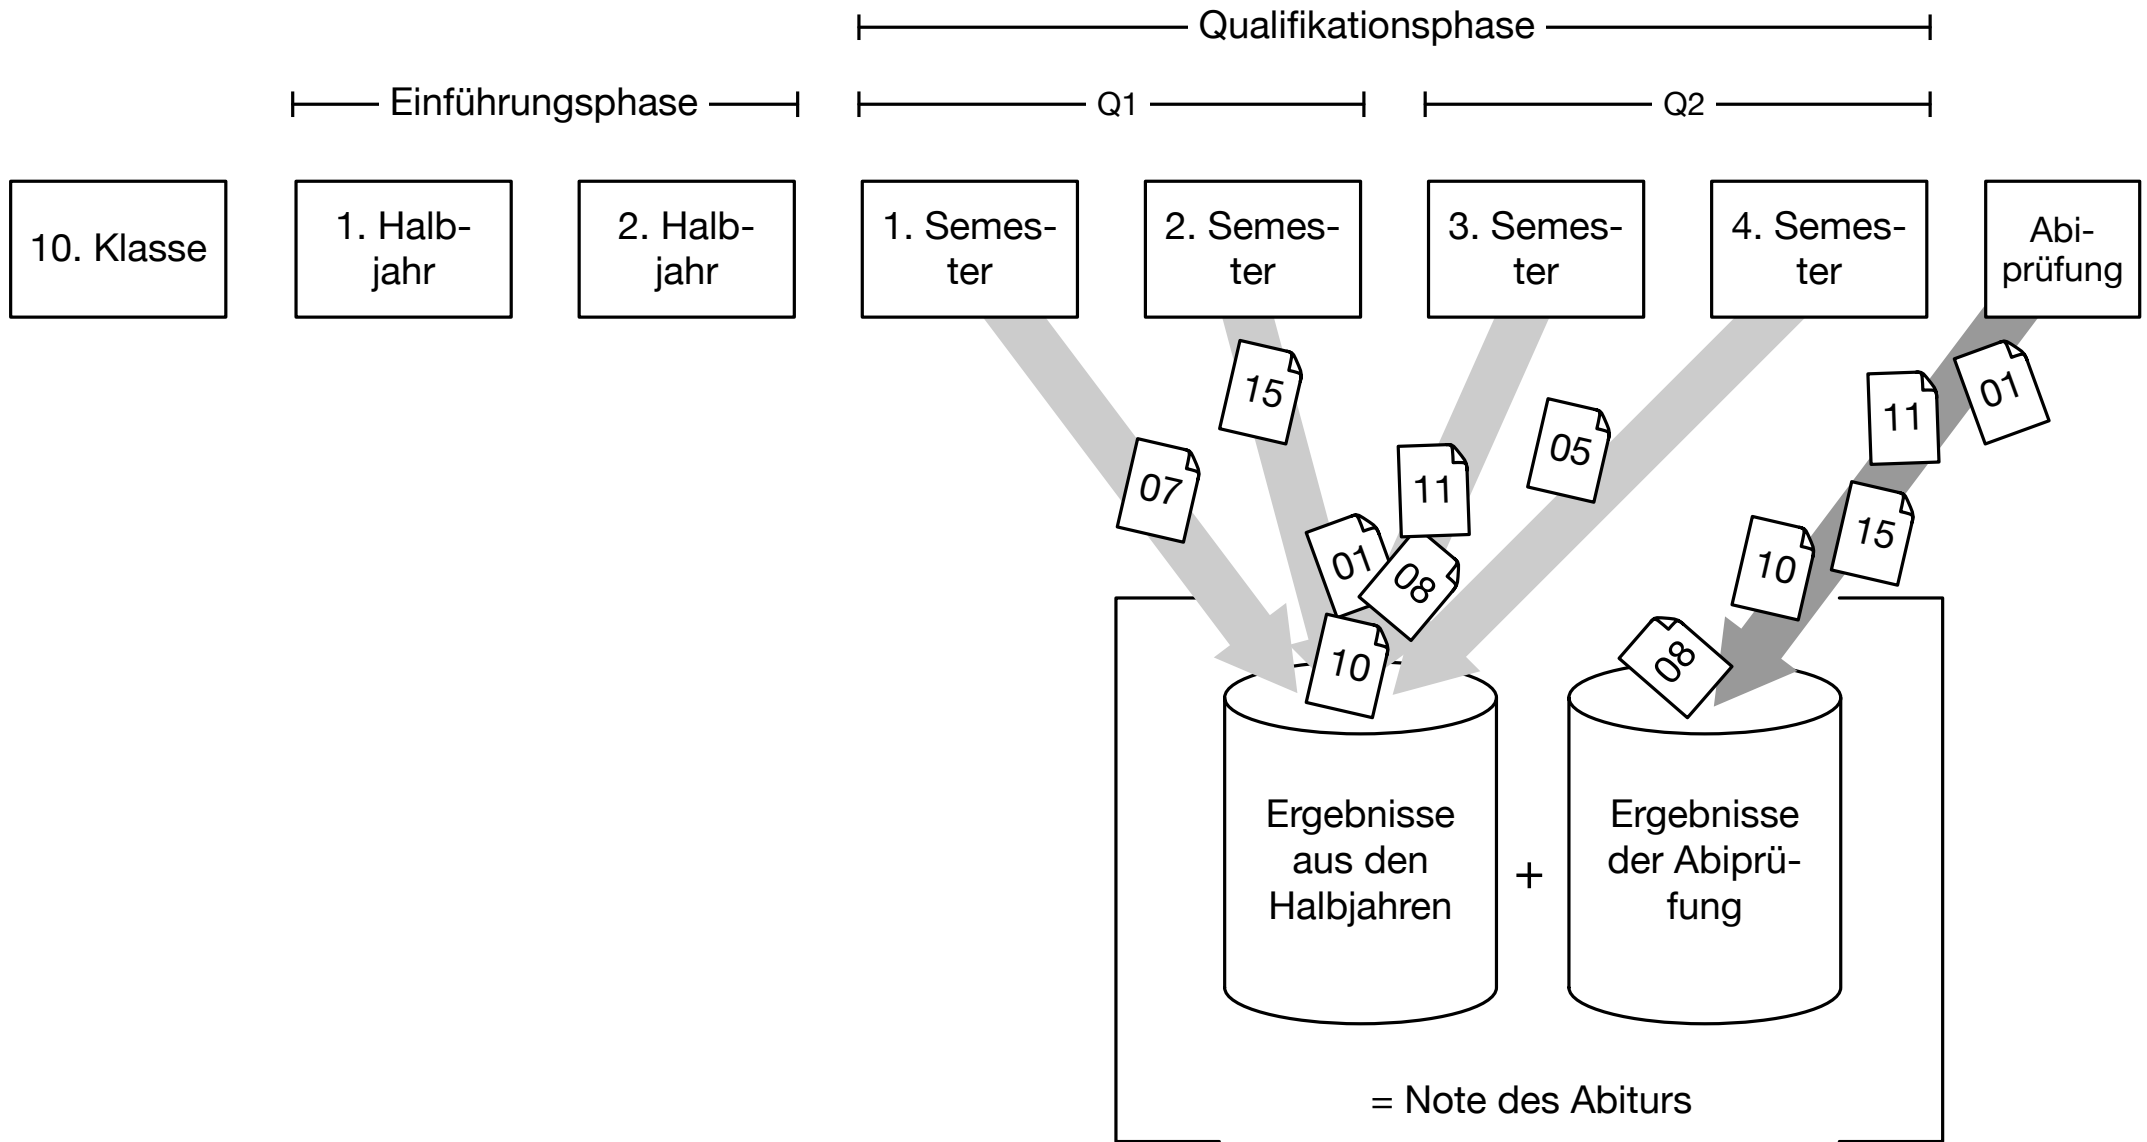 Qualifikationsphase
Einführungsphase
Q1
Q2
10. Klasse
1. Halb-
jahr
2. Halb-
jahr
1. Semes-
ter
2. Semes-
ter
3. Semes-
ter
4. Semes-
ter
Abi-
prüfung
15
01
11
05
11
07
15
10
01
08
10
08
Ergebnisse
aus den
Halbjahren
+
Ergebnisse
der Abiprü-
fung
= Note des Abiturs